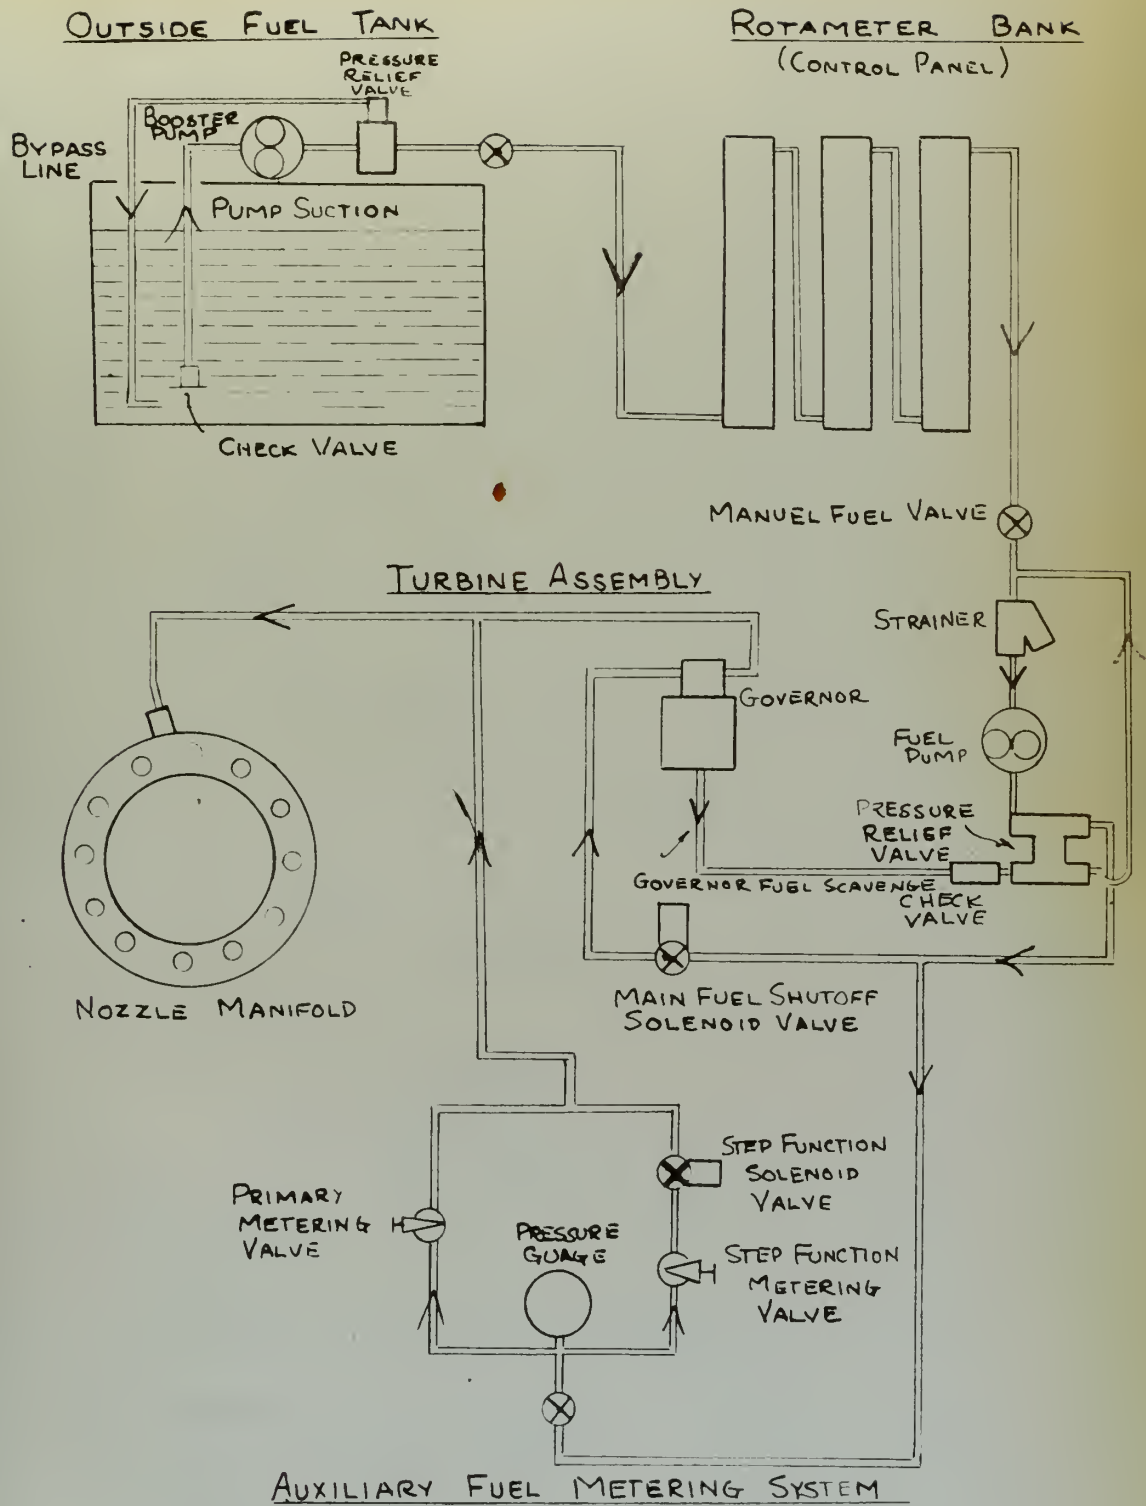 OUTSIDE FUEL TANK
ROTAMETER BANK
(CONTROL PANEL)
PRESSURE
RELIEF
VALVE
BOOSTER
PUMP
BYPASS
LINE
PUMP SUCTION
CHECK VALVE
MANUEL FUEL VALVE
TURBINE ASSEMBLY
STRAINER
GOVERNOR
FUEL
PUMP
PRESSURE
RELIEF
VALVE
GOVERNOR FUEL SCAVENGE
CHECK
VALVE
NOZZLE MANIFOLD
MAIN FUEL SHUTOFF
SOLENOID VALVE
STEP FUNCTION
SOLENOID
VALVE
PRIMARY
METERING
VALVE
PRESSURE
GUAGE
STEP FUNCTION
METERING
VALVE
AUXILIARY FUEL METERING SYSTEM